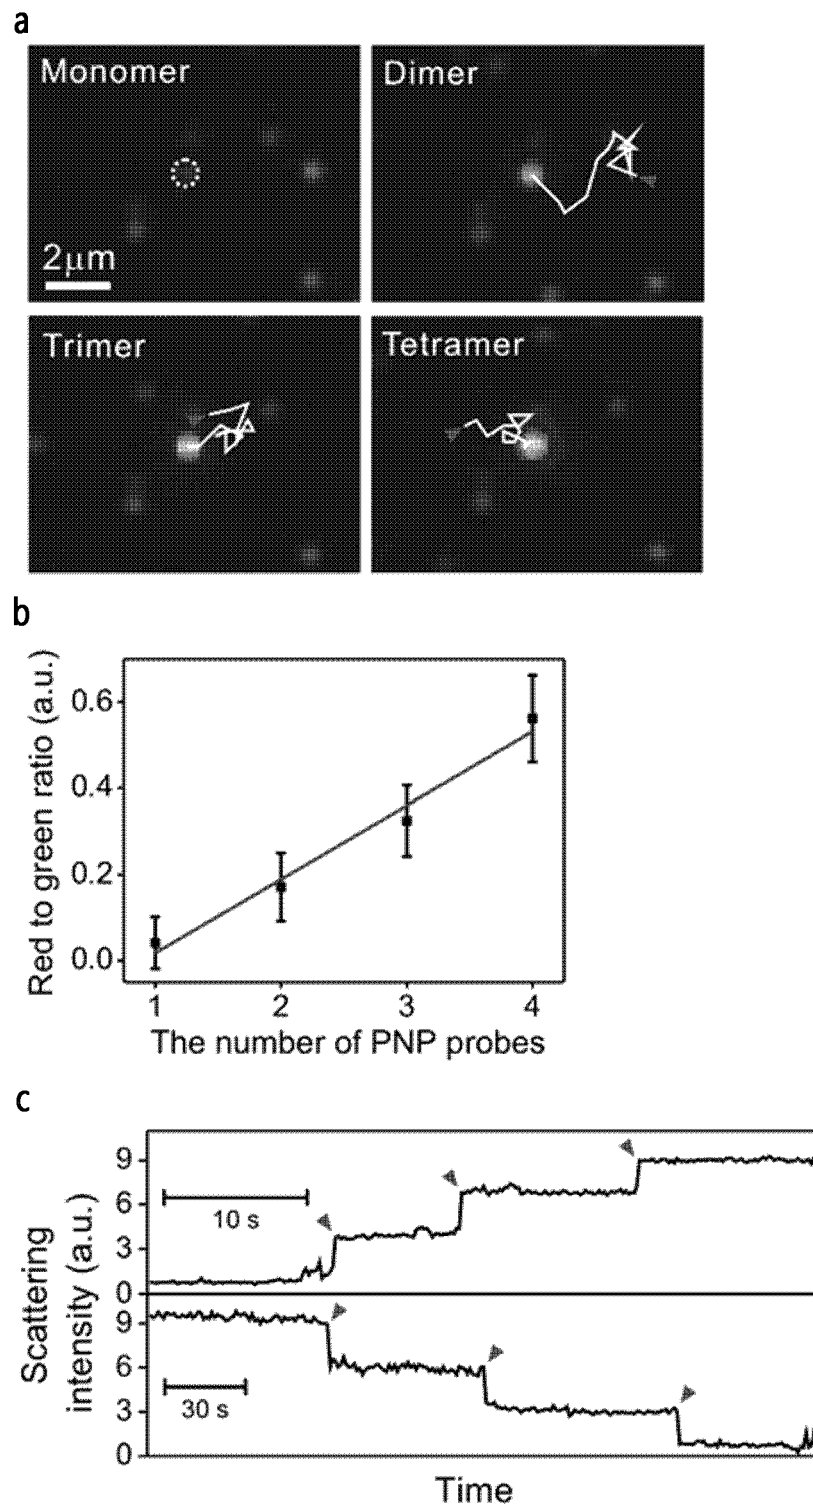 a
Monomer
Dimer
2μm
Trimer
Tetramer
b
Red to green ratio (a.u.)
0.6
0.4
0.2
0.0
1 2 3 4
The number of PNP probes
c
Scattering
intensity (a.u.)
9
6
3
0
10 s
9
6
3
0
30 s
Time